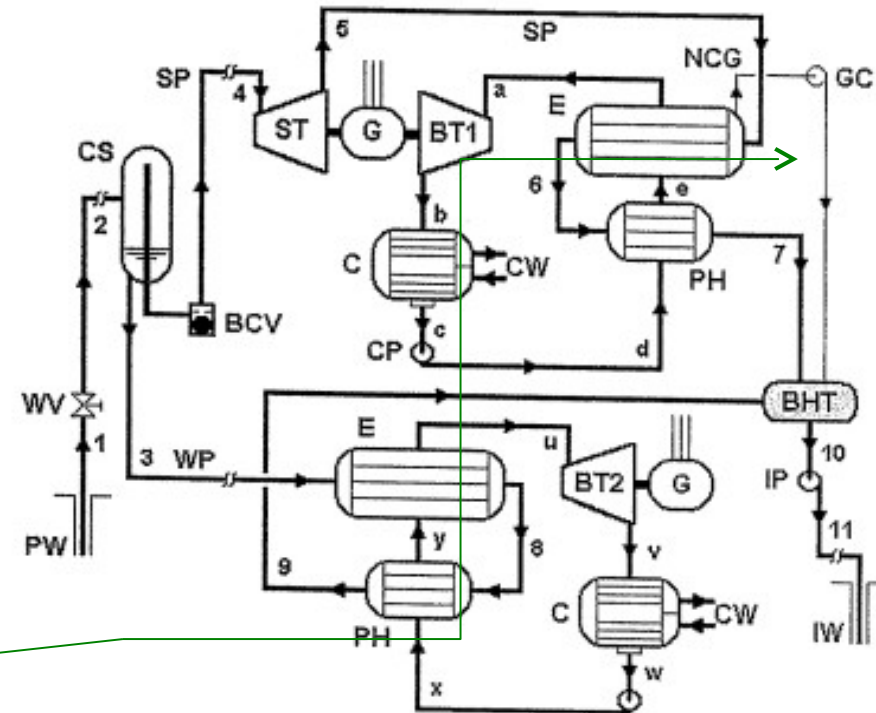 5
SP
NCG
GC
SP
4
a
E
ST
G
BT1
CS
2
6
e
b
7
C
CW
PH
BCV
c
CP
d
WV
BHT
1
E
u
10
3
WP
IP
BT2
G
11
PW
y
8
v
9
C
CW
PH
IW
x
w